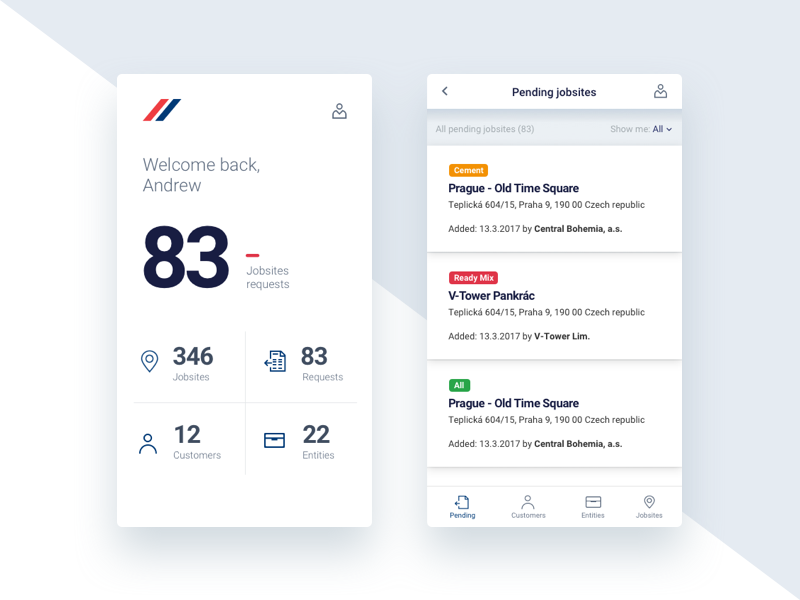 Welcome back,
Andrew
83
Jobsites
requests
346
Jobsites
83
Requests
12
Customers
22
Entities
Pending jobsites
All pending jobsites (83)
Show me: All
Cement
Prague - Old Time Square
Teplická 604/15, Praha 9, 190 00 Czech republic
Added: 13.3.2017 by Central Bohemia, a.s.
Ready Mix
V-Tower Pankrác
Teplická 604/15, Praha 9, 190 00 Czech republic
Added: 13.3.2017 by V-Tower Lim.
All
Prague - Old Time Square
Teplická 604/15, Praha 9, 190 00 Czech republic
Added: 13.3.2017 by Central Bohemia, a.s.
Pending
Customers
Entities
Jobsites